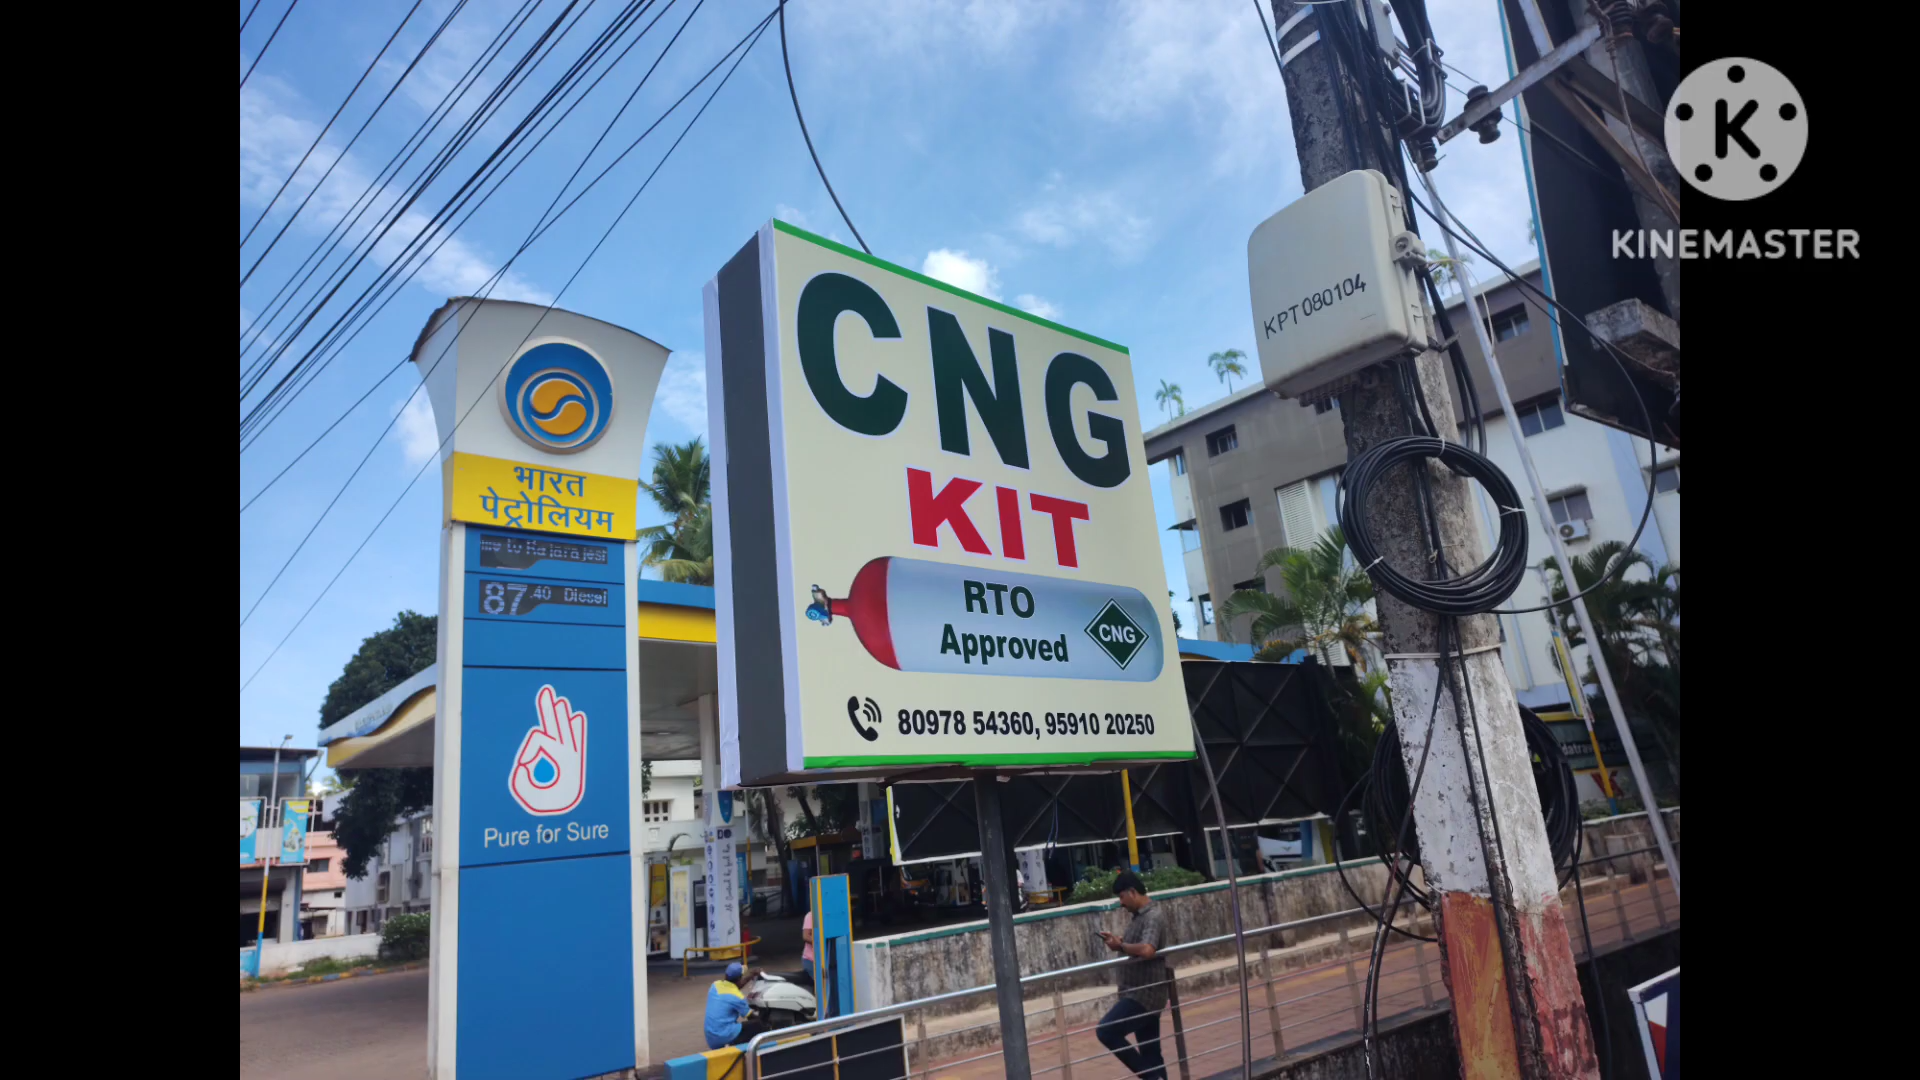 K
KINEMASTER
भारत
पेट्रोलियम
87.40 Diesel
Pure for Sure
CNG
KIT
RTO
Approved
CNG
80978 54360, 95910 20250
KPT080104